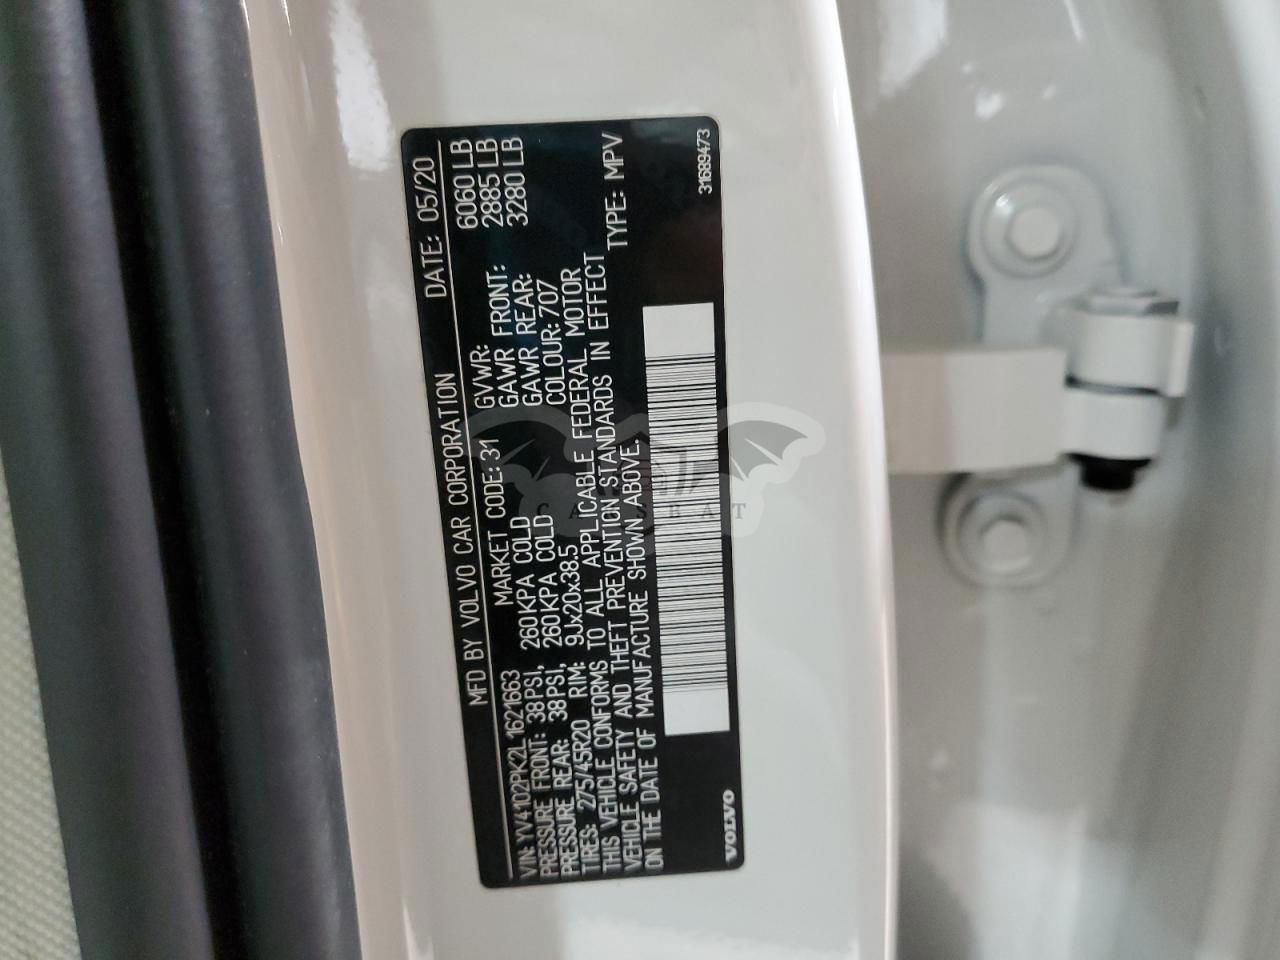 MFD BY VOLVO CAR CORPORATION DATE: 05/20
VIN: YV4102PK2L1621663 MARKET CODE: 31 GVWR: 6060 LB
PRESSURE FRONT: 38PSI, 260KPA COLD GAWR FRONT: 2885 LB
PRESSURE REAR: 38PSI, 260KPA COLD GAWR REAR: 3280 LB
TIRES: 275/45R20 RIM: 9Jx20x38.5 COLOUR: 707
THIS VEHICLE CONFORMS TO ALL APPLICABLE FEDERAL MOTOR
VEHICLE SAFETY AND THEFT PREVENTION STANDARDS IN EFFECT
ON THE DATE OF MANUFACTURE SHOWN ABOVE. TYPE: MPV
VOLVO
31689473
CARSBAT